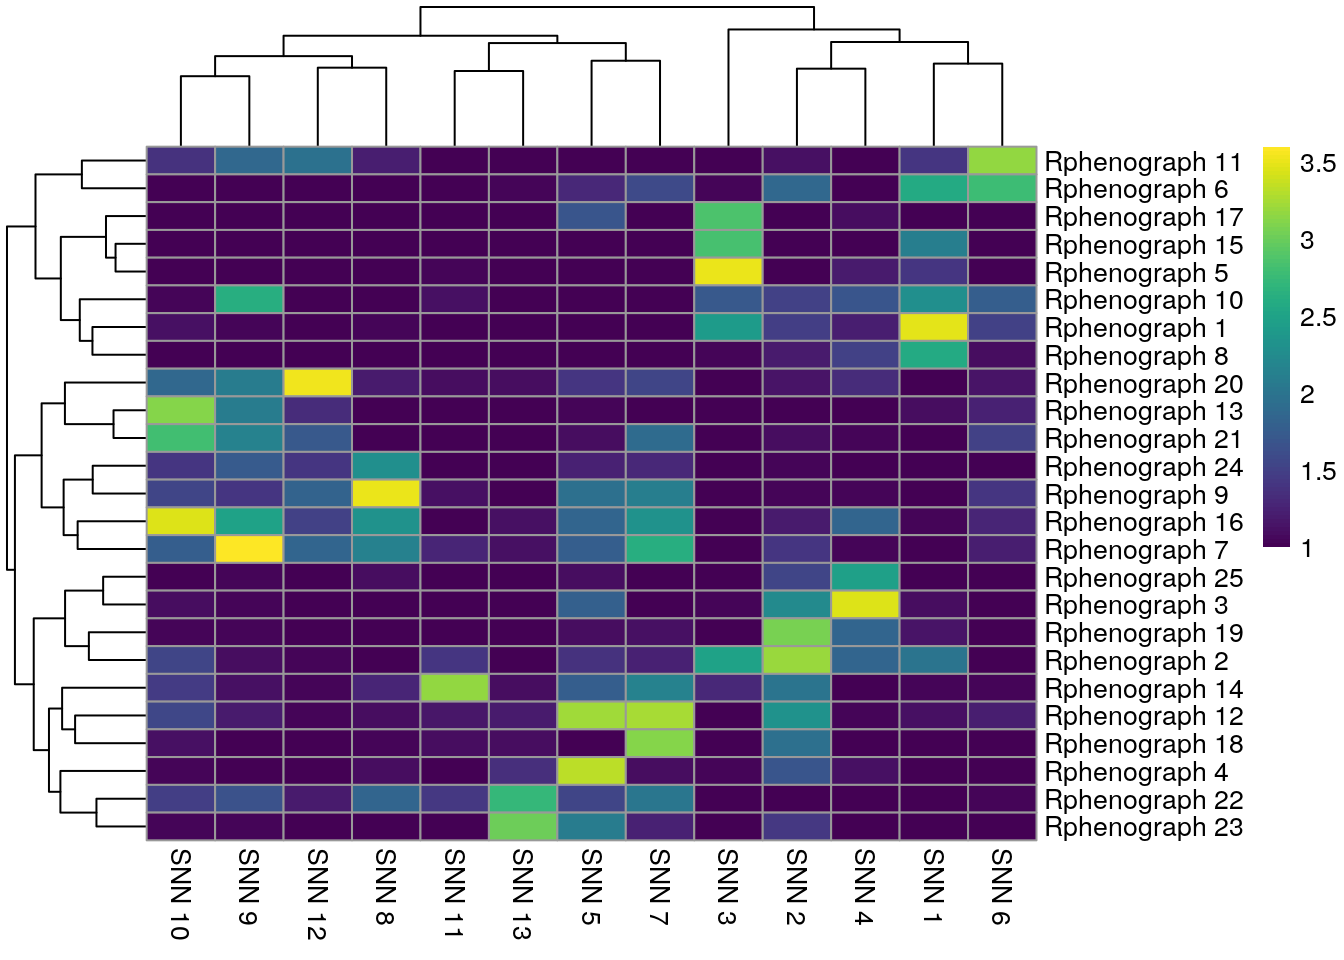 Rphenograph 11
Rphenograph 6
Rphenograph 17
Rphenograph 15
Rphenograph 5
Rphenograph 10
Rphenograph 1
Rphenograph 8
Rphenograph 20
Rphenograph 13
Rphenograph 21
Rphenograph 24
Rphenograph 9
Rphenograph 16
Rphenograph 7
Rphenograph 25
Rphenograph 3
Rphenograph 19
Rphenograph 2
Rphenograph 14
Rphenograph 12
Rphenograph 18
Rphenograph 4
Rphenograph 22
Rphenograph 23
3.5
3
2.5
2
1.5
1
SNN 10
SNN 9
SNN 12
SNN 8
SNN 11
SNN 13
SNN 5
SNN 7
SNN 3
SNN 2
SNN 4
SNN 1
SNN 6